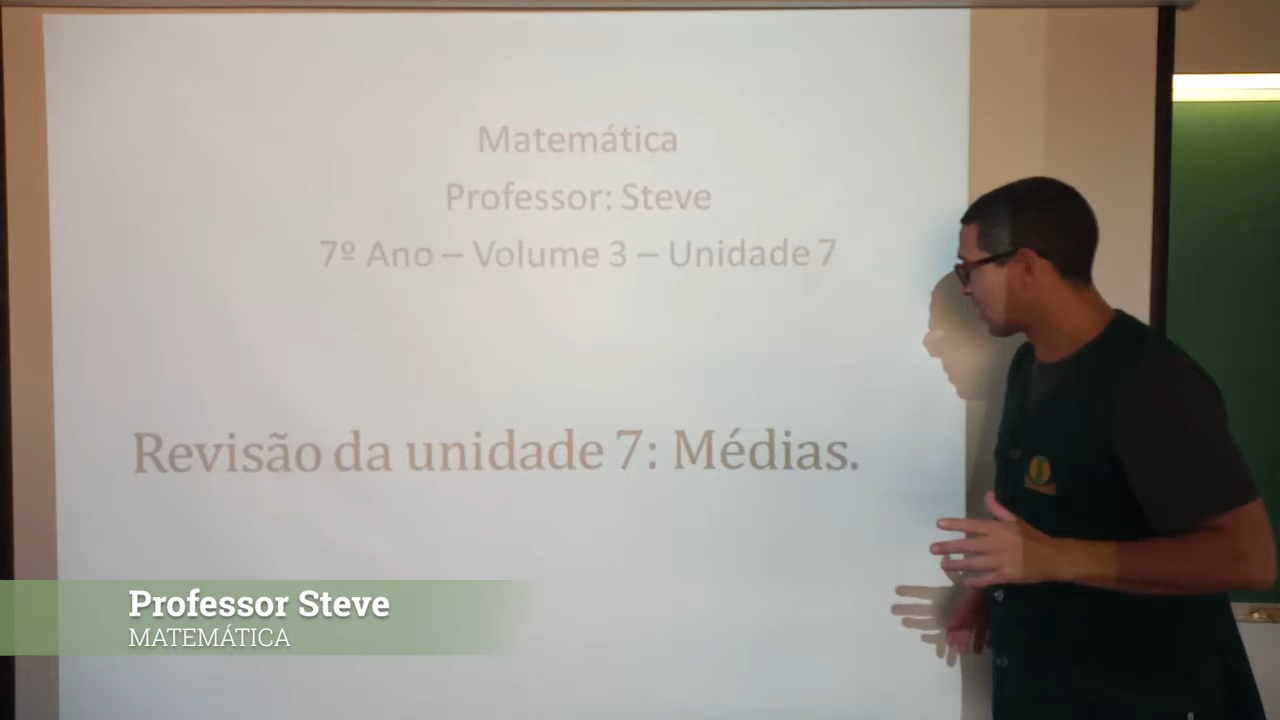 Matemática
Professor: Steve
7º Ano – Volume 3 – Unidade 7
Revisão da unidade 7: Médias.
Professor Steve
MATEMÁTICA